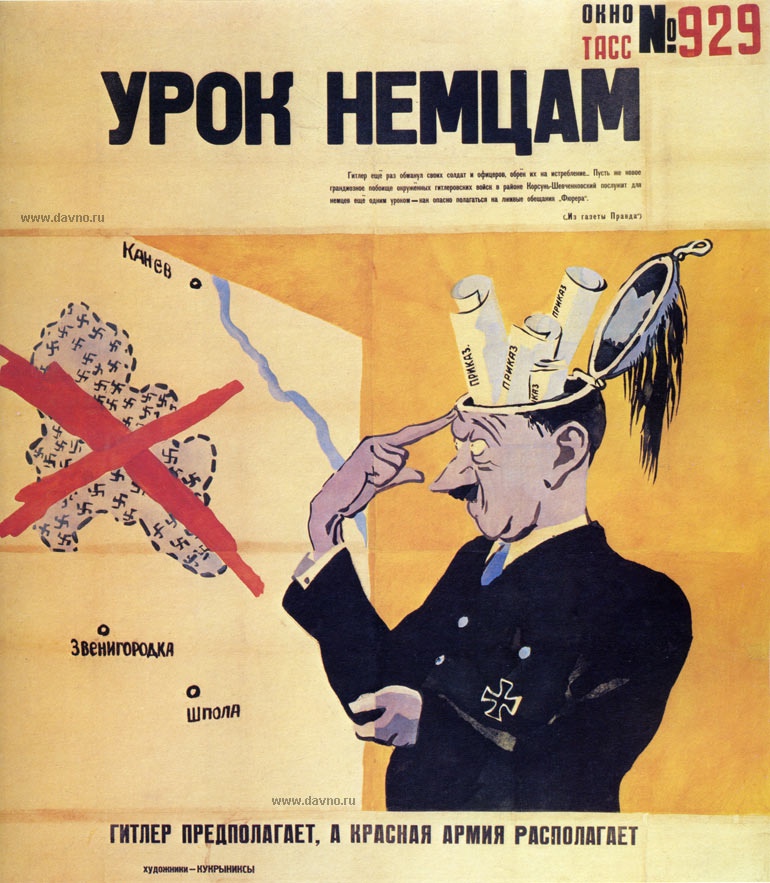 ОКНО
ТАСС №929
УРОК НЕМЦАМ
Гитлер ещё раз обманул своих солдат и офицеров, обрёк их на истребление.. Пусть же новое
грандиозное побоище окружённых гитлеровских войск в районе Корсунь-Шевченковский послужит для
немцев еще одним уроком — как опасно полагаться на лживые обещания „Фюрера“.
(„Из газеты Правда“)
www.davno.ru
КАНЕВ
ПРИКАЗ.
ПРИКАЗ
ИКАЗ
ПРИКАЗ
ЗВЕНИГОРОДКА
ШПОЛА
www.davno.ru
ГИТЛЕР ПРЕДПОЛАГАЕТ, А КРАСНАЯ АРМИЯ РАСПОЛАГАЕТ
ХУДОЖНИКИ — КУКРЫНИКСЫ